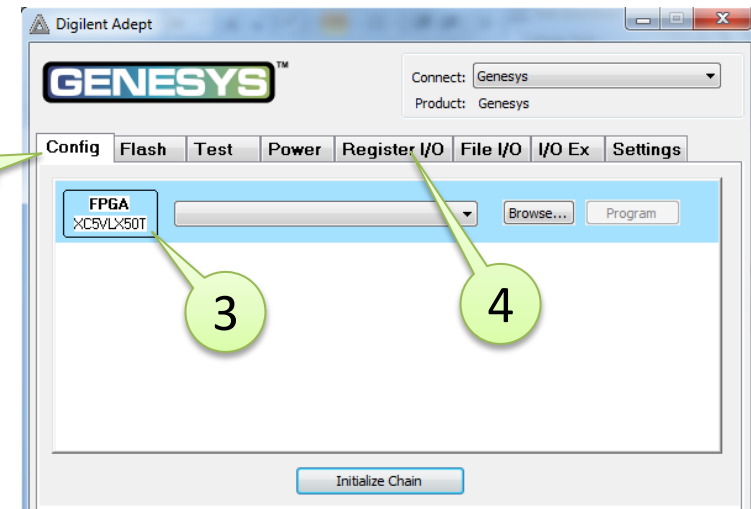 Digilent Adept
GENESYS™
Connect: Genesys
Product: Genesys
Config Flash Test Power Register I/O File I/O I/O Ex Settings
FPGA
XC5VLX50T
Browse... Program
3
4
Initialize Chain